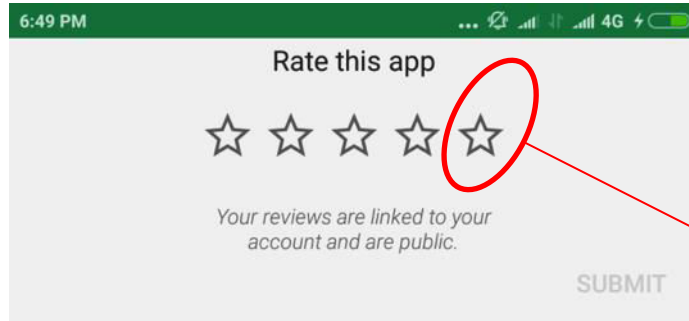 6:49 PM ... 4G
Rate this app
Your reviews are linked to your
account and are public.
SUBMIT